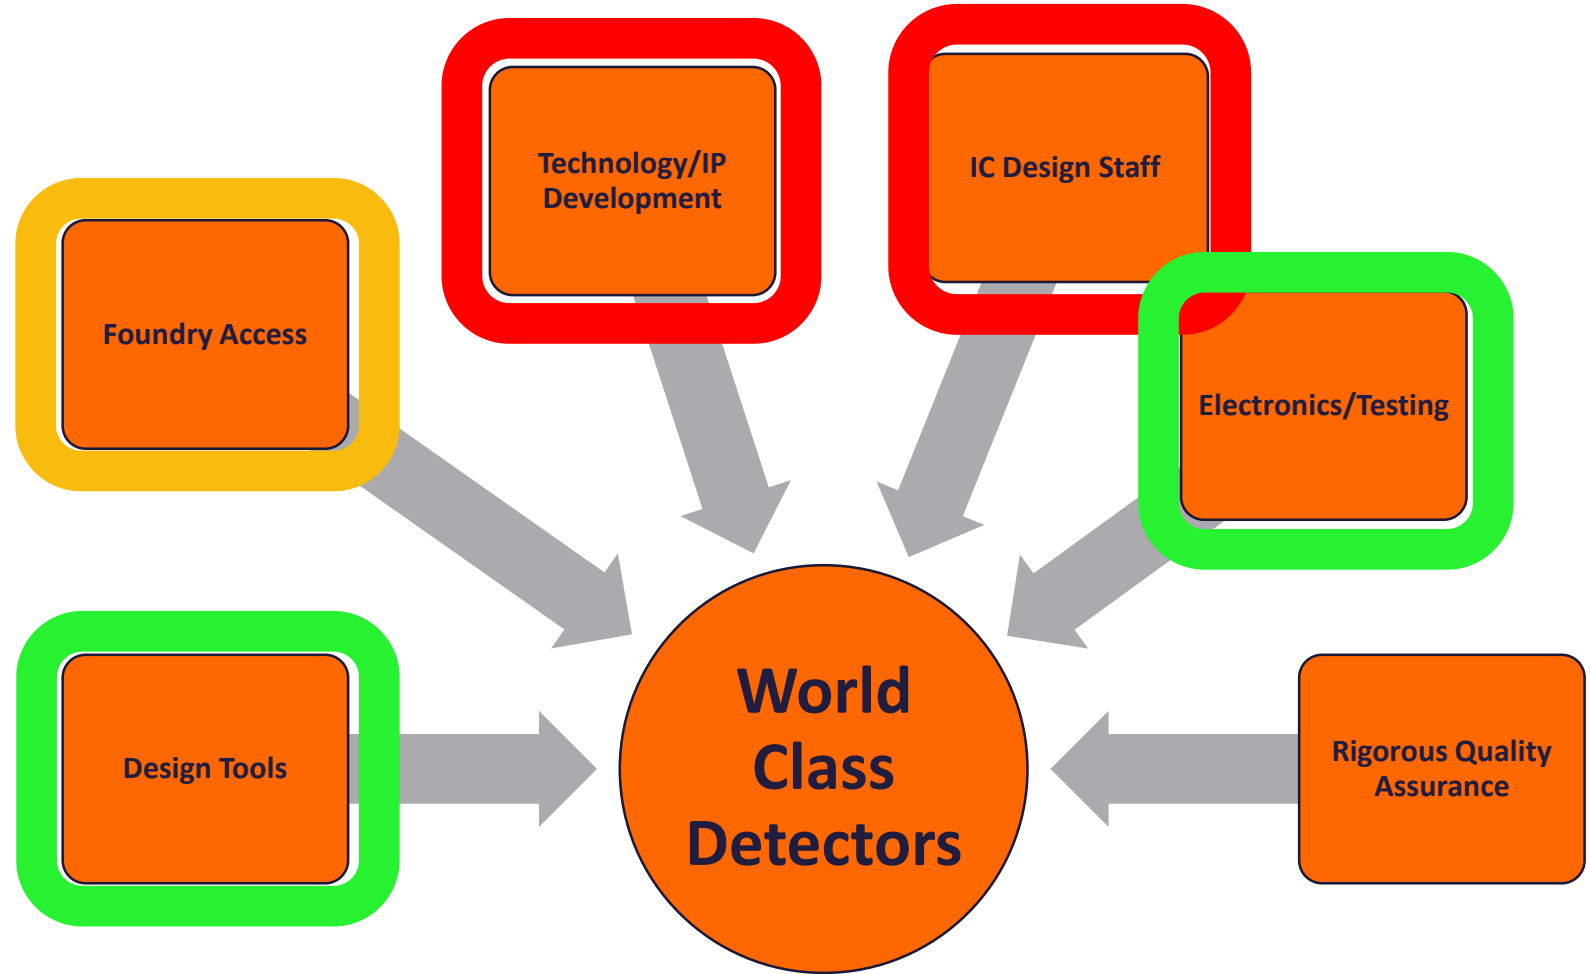 Technology/IP
Development
IC Design Staff
Foundry Access
Electronics/Testing
World
Class
Detectors
Design Tools
Rigorous Quality
Assurance